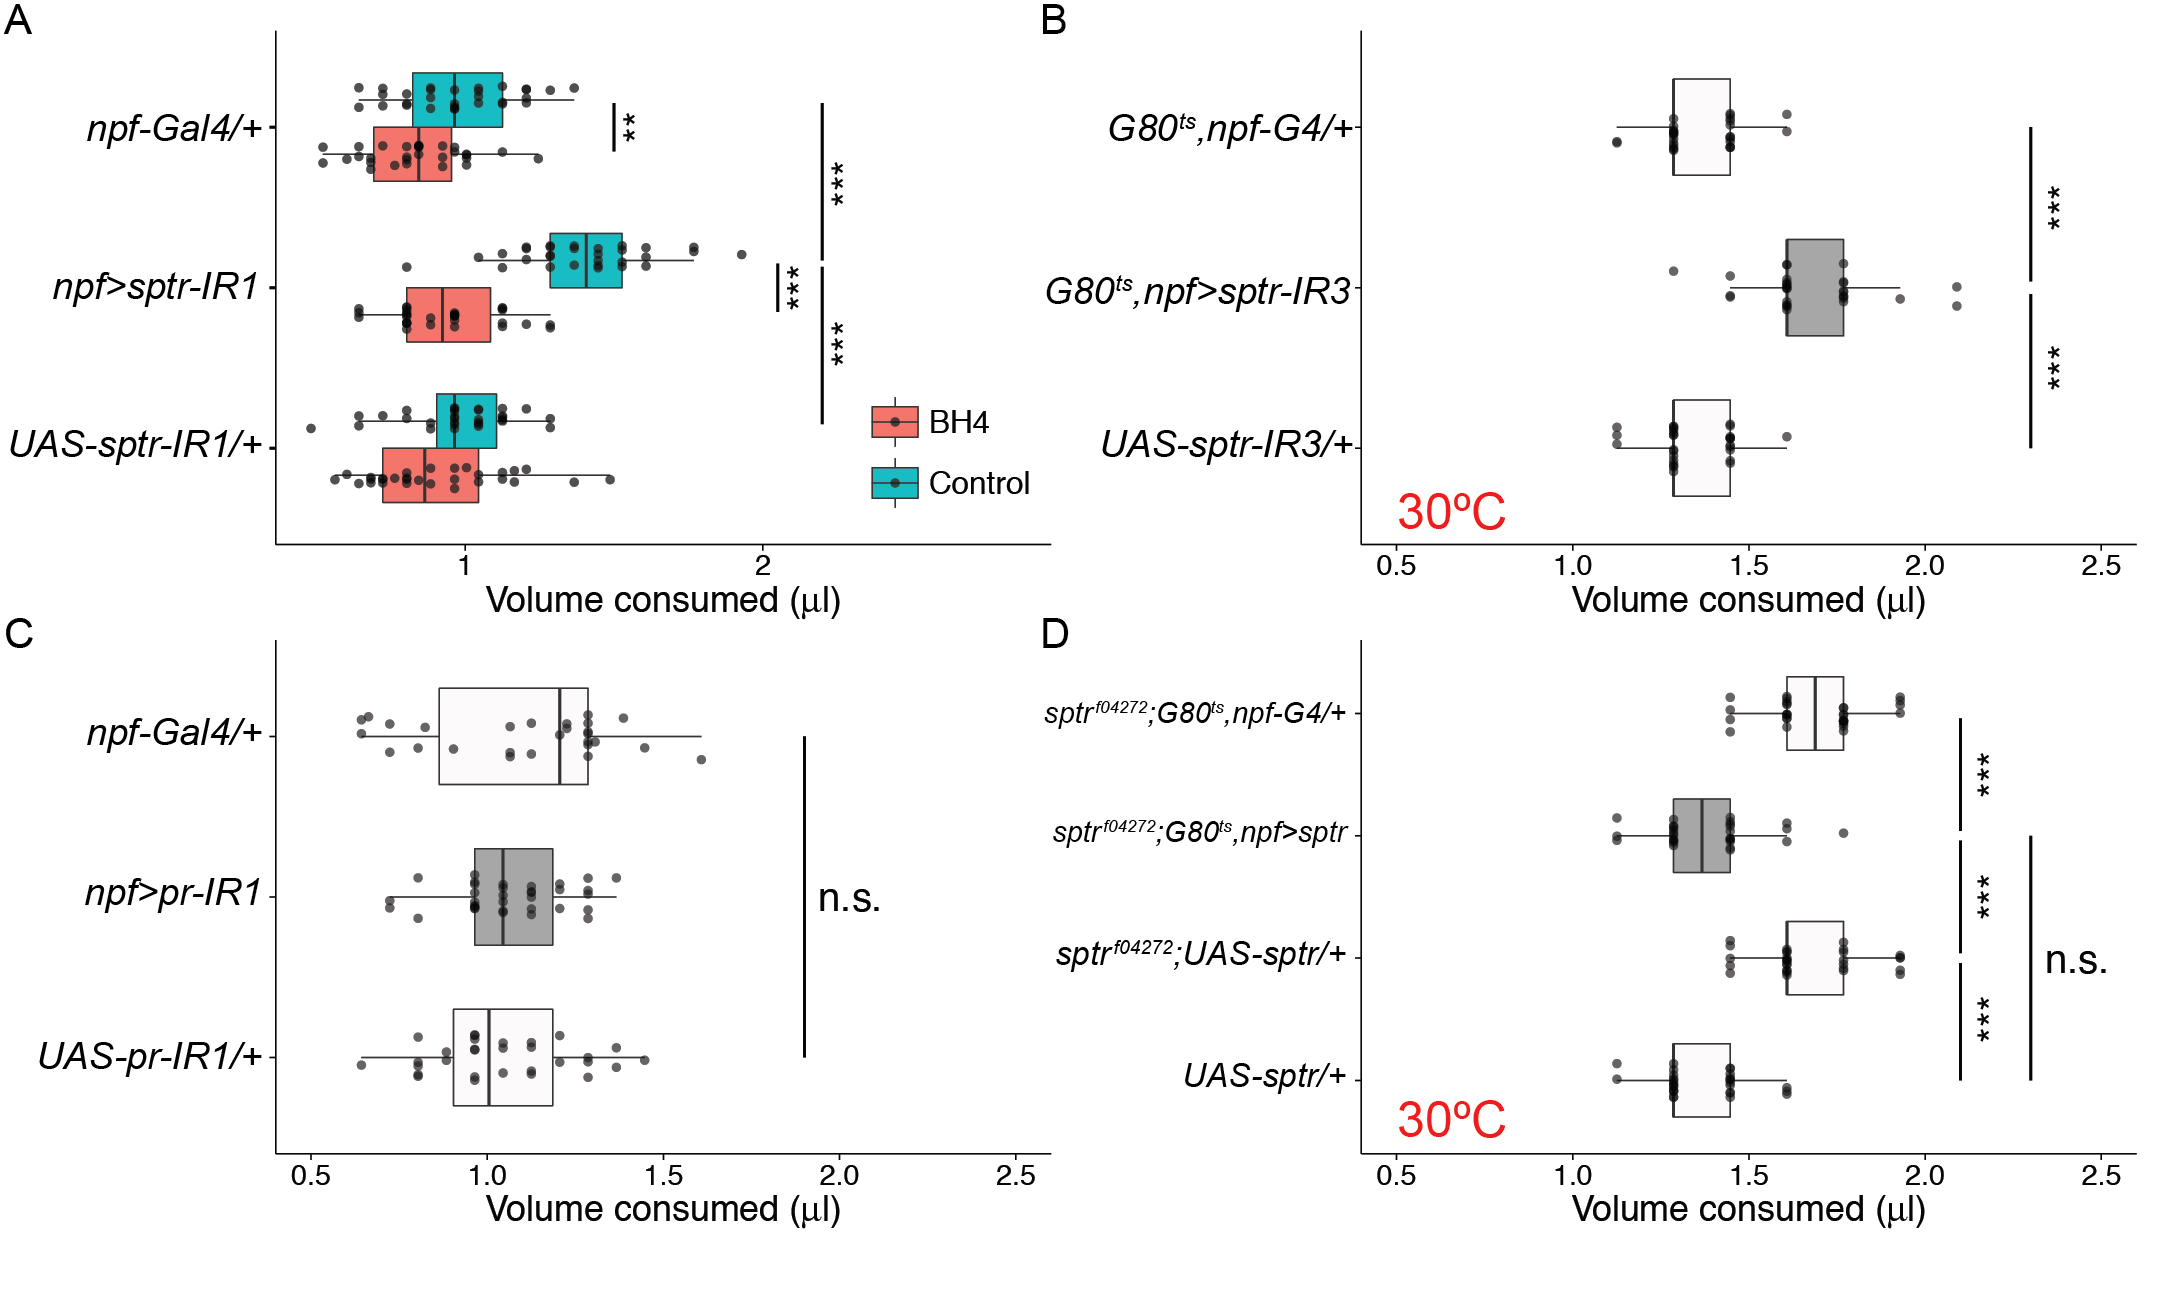 A
npf-Gal4/+
**
***
npf>sptr-IR1
***
***
UAS-sptr-IR1/+
BH4
Control
1 2
Volume consumed (μl)
B
G80ts,npf-G4/+
***
G80ts,npf>sptr-IR3
***
UAS-sptr-IR3/+
30ºC
0.5 1.0 1.5 2.0 2.5
Volume consumed (μl)
C
npf-Gal4/+
npf>pr-IR1
n.s.
UAS-pr-IR1/+
0.5 1.0 1.5 2.0 2.5
Volume consumed (μl)
D
sptrf04272;G80ts,npf-G4/+
***
sptrf04272;G80ts,npf>sptr
***
sptrf04272;UAS-sptr/+
n.s.
***
UAS-sptr/+
30ºC
0.5 1.0 1.5 2.0 2.5
Volume consumed (μl)